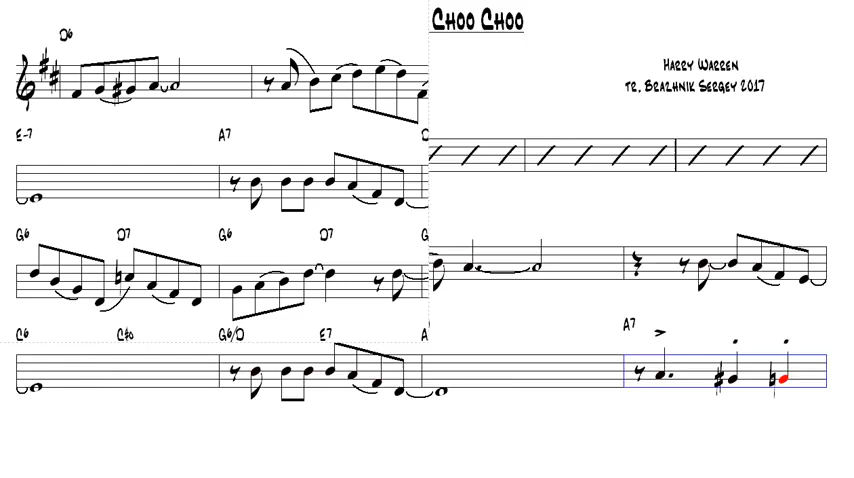 Choo Choo
Harry Warren
tr. Brazhnik Sergey 2017
D6
E-7 A7
G6 D7 G6 D7
A7
C6 C#o G6/D E7